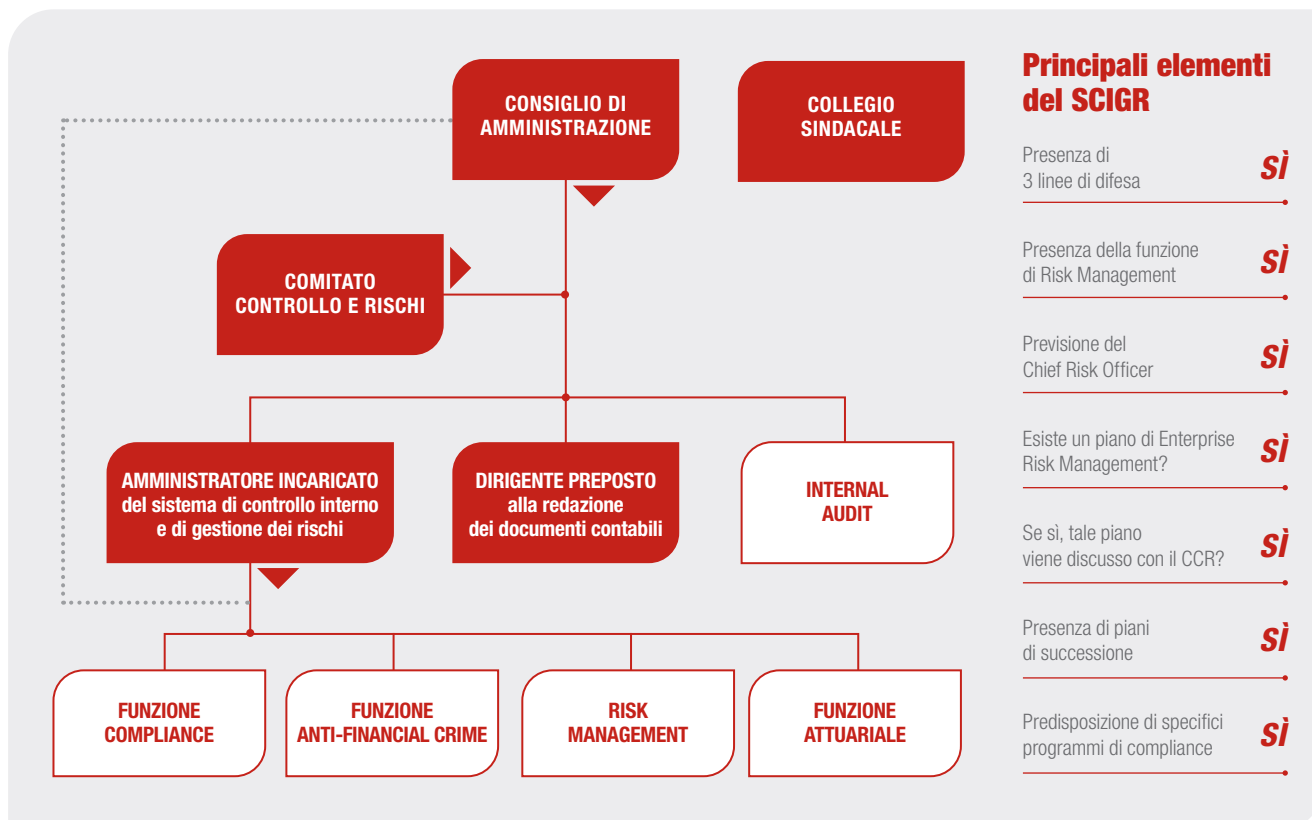 CONSIGLIO DI
AMMINISTRAZIONE
COLLEGIO
SINDACALE
COMITATO
CONTROLLO E RISCHI
AMMINISTRATORE INCARICATO
del sistema di controllo interno
e di gestione dei rischi
DIRIGENTE PREPOSTO
alla redazione
dei documenti contabili
INTERNAL
AUDIT
FUNZIONE
COMPLIANCE
FUNZIONE
ANTI-FINANCIAL CRIME
RISK
MANAGEMENT
FUNZIONE
ATTUARIALE
Principali elementi
del SCIGR
Presenza di
3 linee di difesa
SÌ
Presenza della funzione
di Risk Management
SÌ
Previsione del
Chief Risk Officer
SÌ
Esiste un piano di Enterprise
Risk Management?
SÌ
Se sì, tale piano
viene discusso con il CCR?
SÌ
Presenza di piani
di successione
SÌ
Predisposizione di specifici
programmi di compliance
SÌ